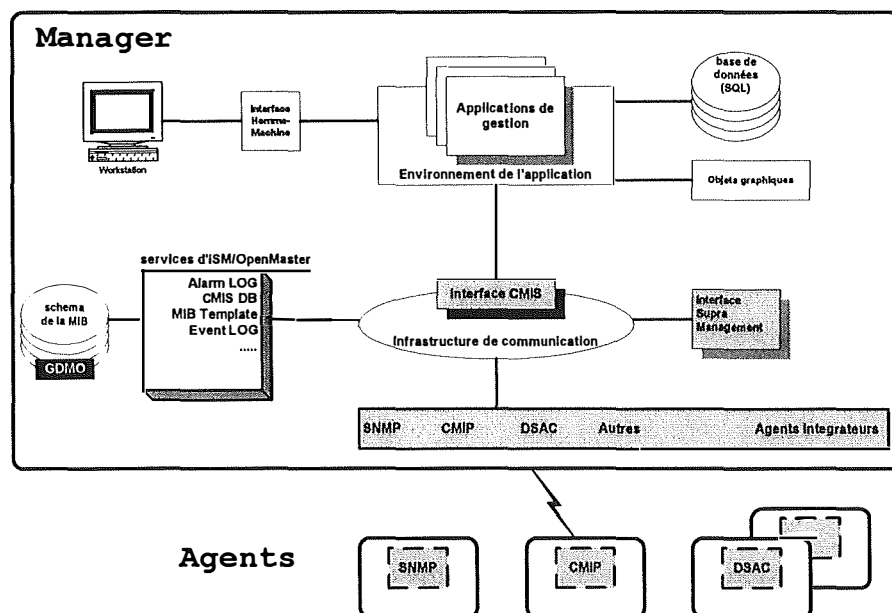 Manager
base de
données
(SQL)
Interface
Homme-
Machine
Applications de
gestion
Workstation
Environnement de l'application
Objets graphiques
services d'ISM/OpenMaster
Alarm LOG
CMIS DB
MIB Template
Event LOG
.....
schema
de la MIB
GDMO
Interface CMIS
Infrastructure de communication
Interface
Supra
Management
SNMP CMIP DSAC Autres Agents Integrateurs
Agents
SNMP
CMIP
DSAC